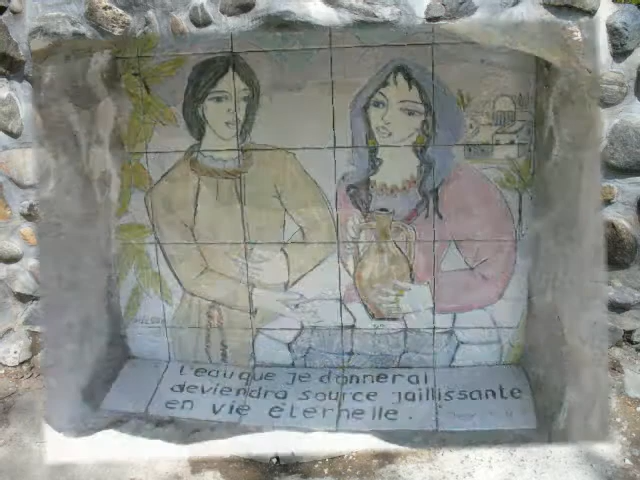 L'eau que je donnerai
deviendra source jaillissante
en vie éternelle.